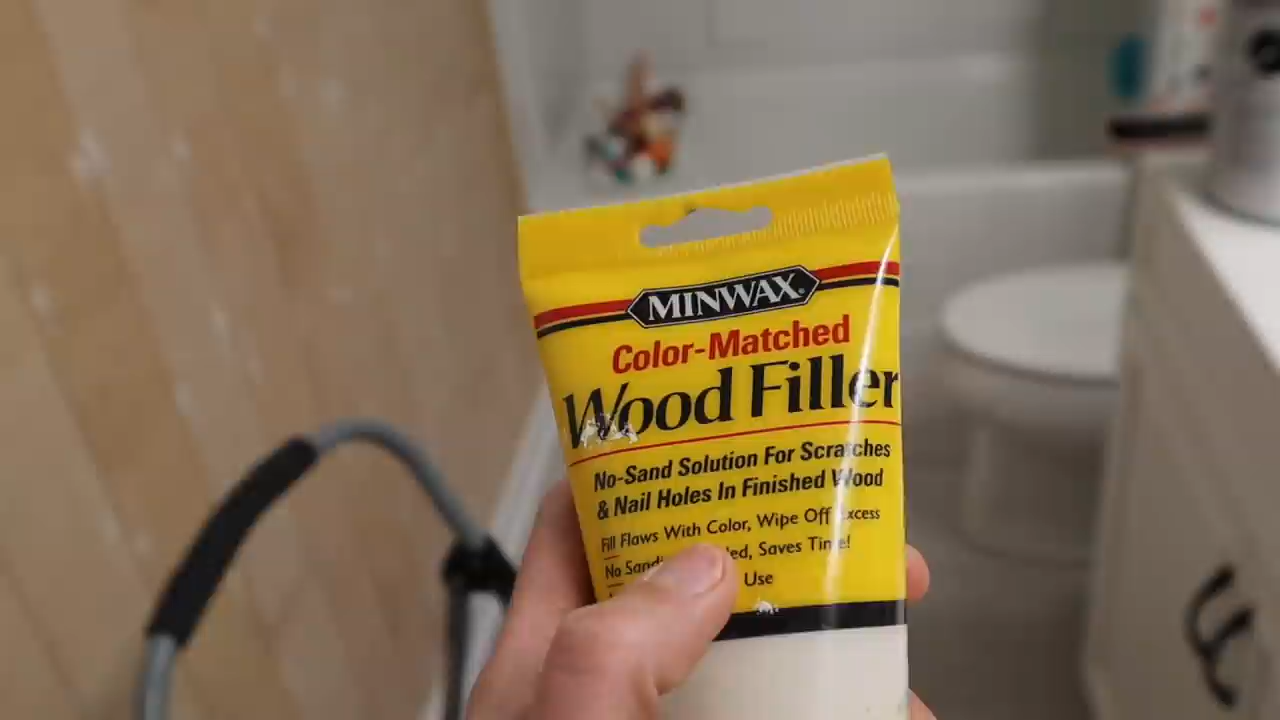 MINWAX
Color-Matched
Wood Filler
No-Sand Solution For Scratches
& Nail Holes In Finished Wood
Fill Flaws With Color, Wipe Off Excess
No Saves Time!
Use